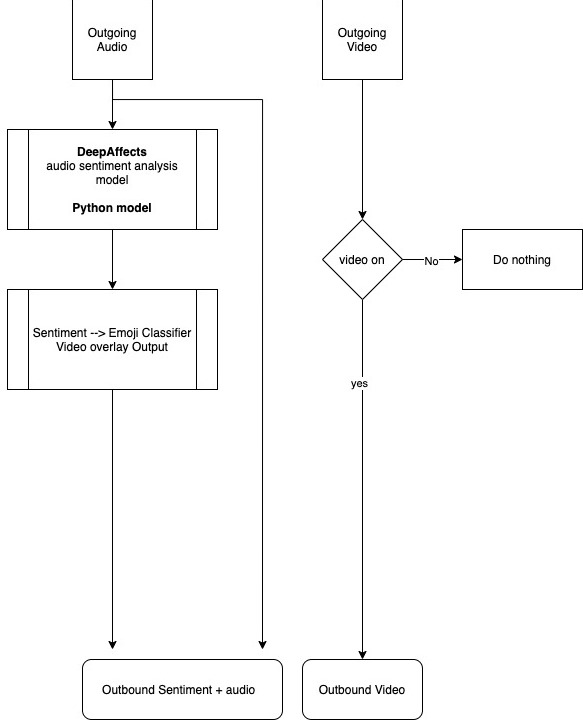 Outgoing
Audio
Outgoing
Video
DeepAffects
audio sentiment analysis
model
Python model
video on
No
Do nothing
Sentiment --> Emoji Classifier
Video overlay Output
yes
Outbound Sentiment + audio
Outbound Video